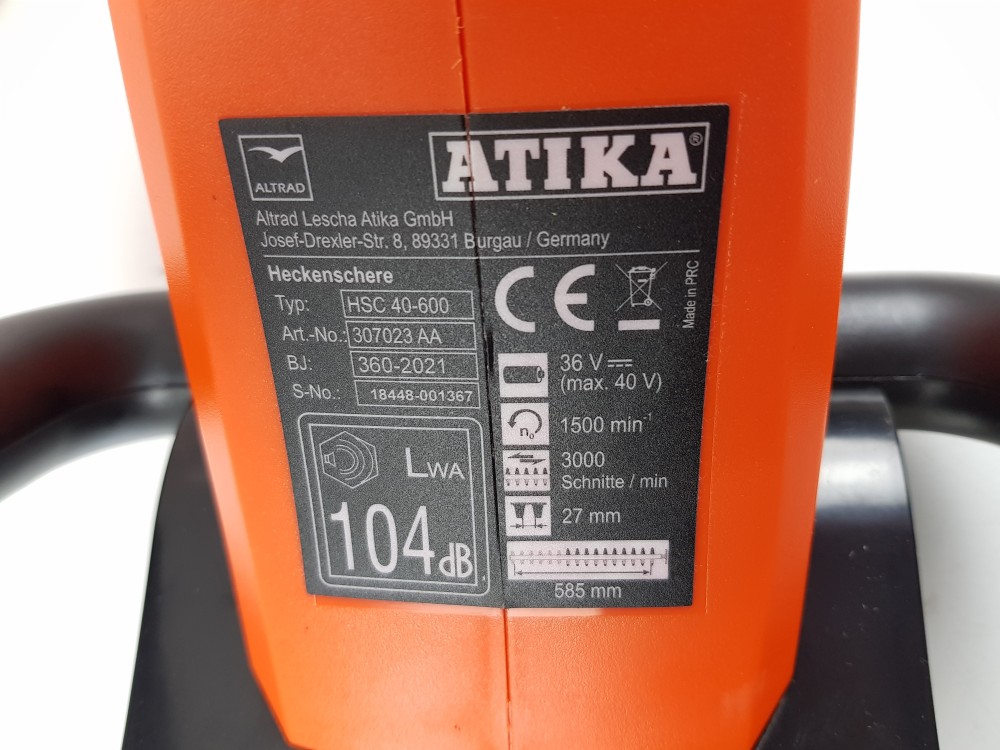 ALTRAD
ATIKA®
Altrad Lescha Atika GmbH
Josef-Drexler-Str. 8, 89331 Burgau / Germany
Heckenschere
Typ: HSC 40-600
Art.-No.: 307023 AA
BJ.: 360-2021
S-No.: 18448-001367
LWA
104dB
CE
Made in PRC
36 V
(max. 40 V)
n₀
1500 min⁻¹
3000
Schnitte / min
27 mm
585 mm